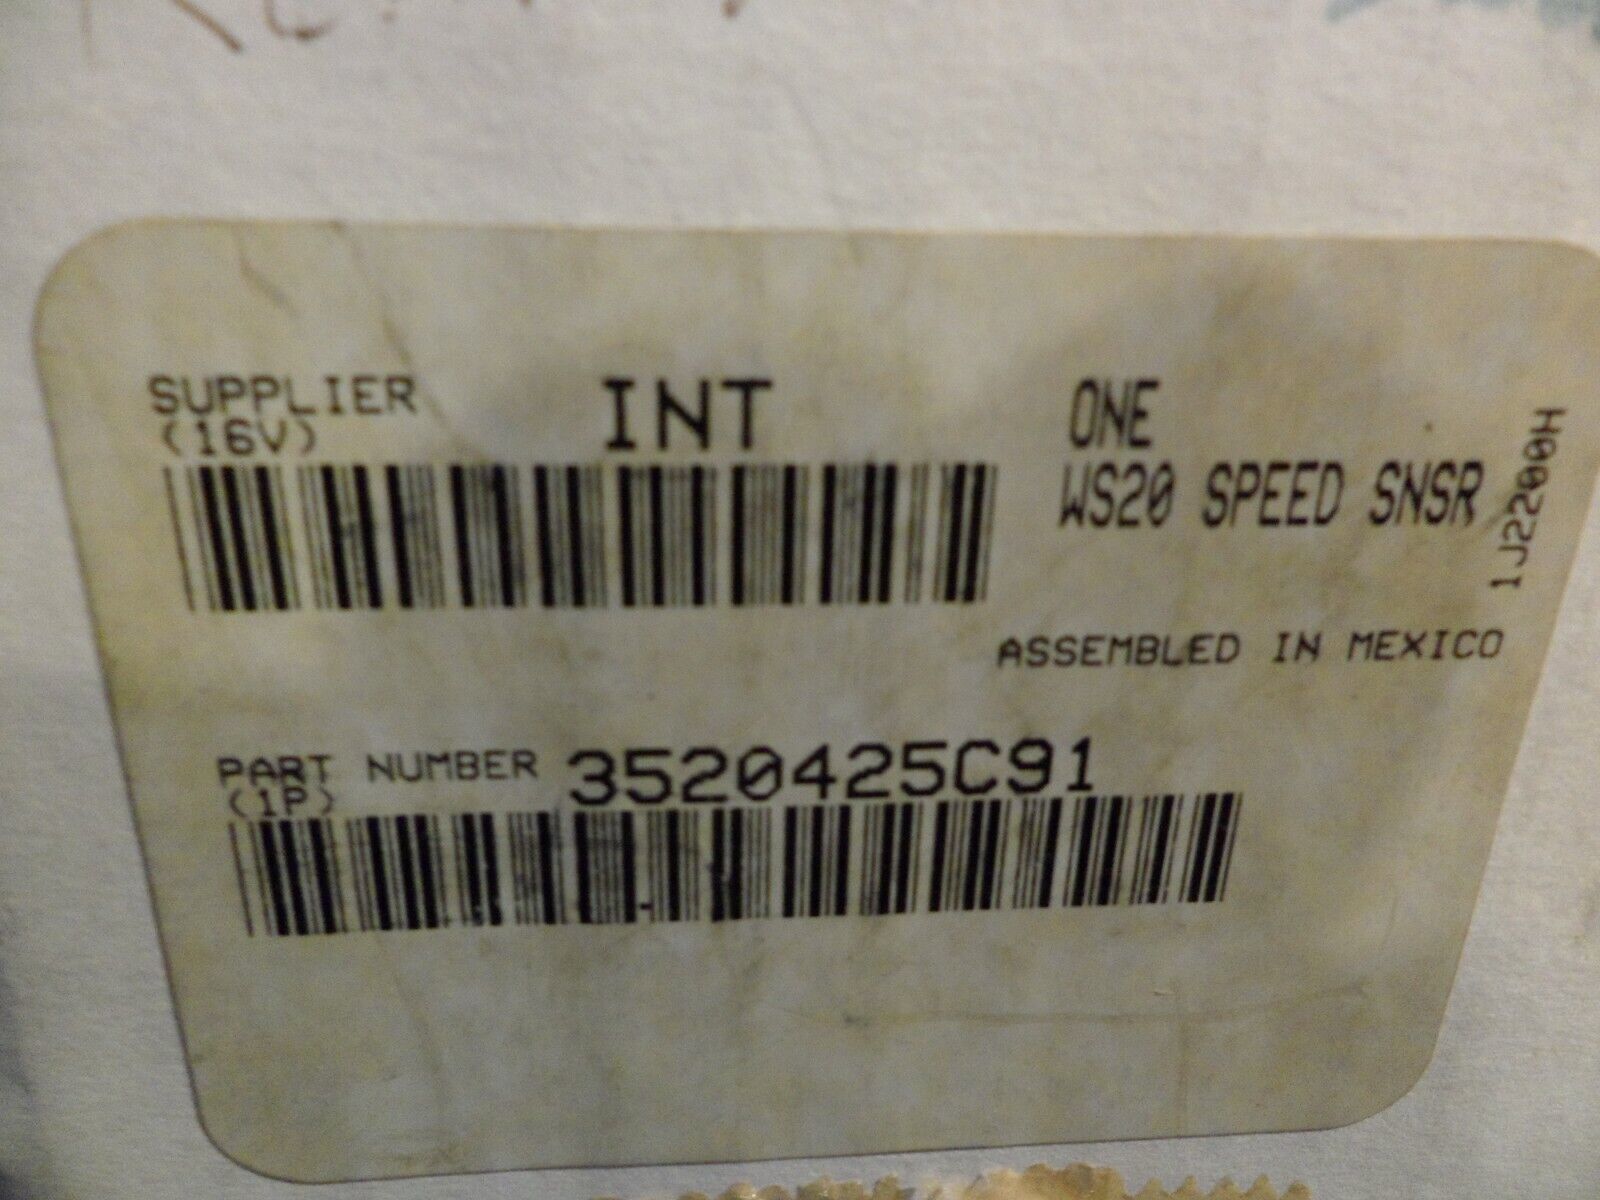 SUPPLIER INT
(16V)
ONE
WS20 SPEED SNSR
1J2200H
ASSEMBLED IN MEXICO
PART NUMBER 3520425C91
(1P)